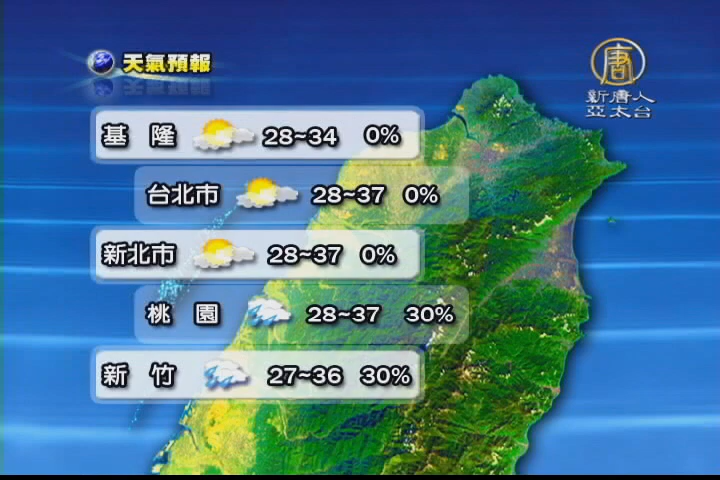 天氣預報
唐
新唐人
亞太台
基隆 28~34 0%
台北市 28~37 0%
新北市 28~37 0%
桃園 28~37 30%
新竹 27~36 30%